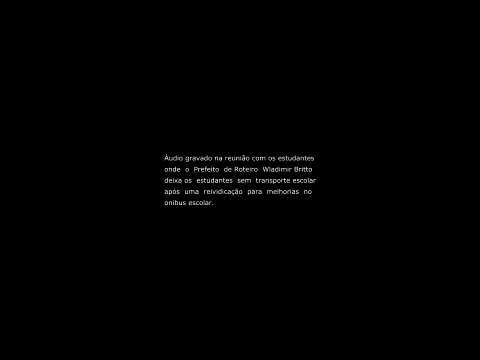 Áudio gravado na reunião com os estudantes
onde o Prefeito de Roteiro Wladimir Britto
deixa os estudantes sem transporte escolar
após uma reividicação para melhorias no
onibus escolar.